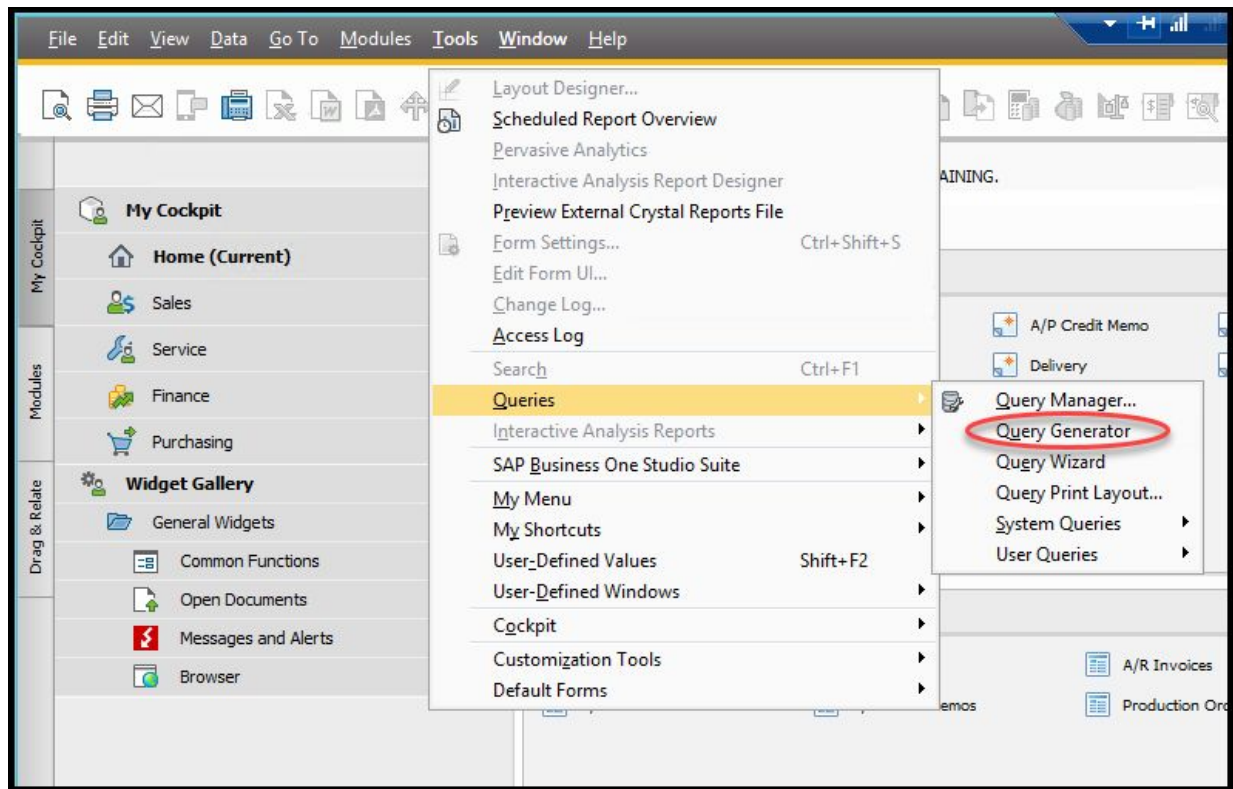 File Edit View Data Go To Modules Tools Window Help
Layout Designer...
Scheduled Report Overview
Pervasive Analytics
Interactive Analysis Report Designer
Preview External Crystal Reports File
Form Settings... Ctrl+Shift+S
Edit Form UI...
Change Log...
Access Log
Search Ctrl+F1
Queries
Interactive Analysis Reports
SAP Business One Studio Suite
My Menu
My Shortcuts
User-Defined Values Shift+F2
User-Defined Windows
Cockpit
Customization Tools
Default Forms
Query Manager...
Query Generator
Query Wizard
Query Print Layout...
System Queries
User Queries
My Cockpit
Modules
Drag & Relate
My Cockpit
Home (Current)
Sales
Service
Finance
Purchasing
Widget Gallery
General Widgets
Common Functions
Open Documents
Messages and Alerts
Browser
AINING.
A/P Credit Memo
Delivery
A/R Invoices
emos
Production Ord